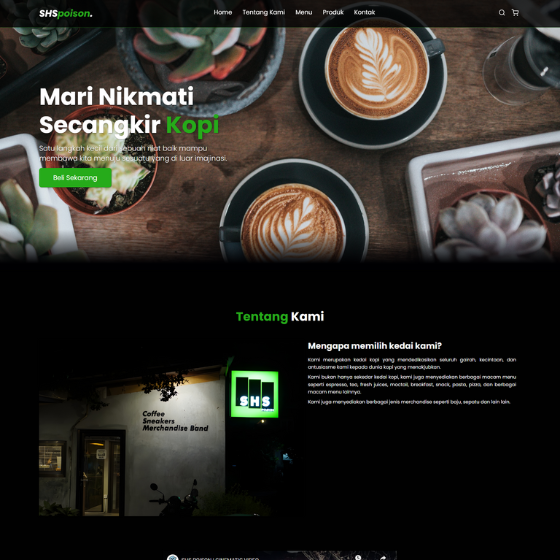 SHSpoison.
Home Tentang Kami Menu Produk Kontak
Mari Nikmati
Secangkir Kopi
Satu langkah kecil dari sebuah niat baik mampu
membawa kita menuju sesuatu yang di luar imajinasi.
Beli Sekarang
Tentang Kami
Mengapa memilih kedai kami?
Kami merupakan kedai kopi yang mendedikasikan seluruh gairah, kecintaan, dan
antusiasme kami kepada dunia kopi yang menakjubkan.
Kami bukan hanya sekedar kedai kopi, kami juga menyediakan berbagai macam menu
seperti espresso, tea, fresh juices, moctail, breakfast, snack, pasta, pizza, dan berbagai
macam menu lainnya.
Kami juga menyediakan berbagai jenis merchandise seperti baju, sepatu dan lain lain.
SHS
Coffee
Sneakers
Merchandise Band
SHS POISON | CINEMATIC VIDEO